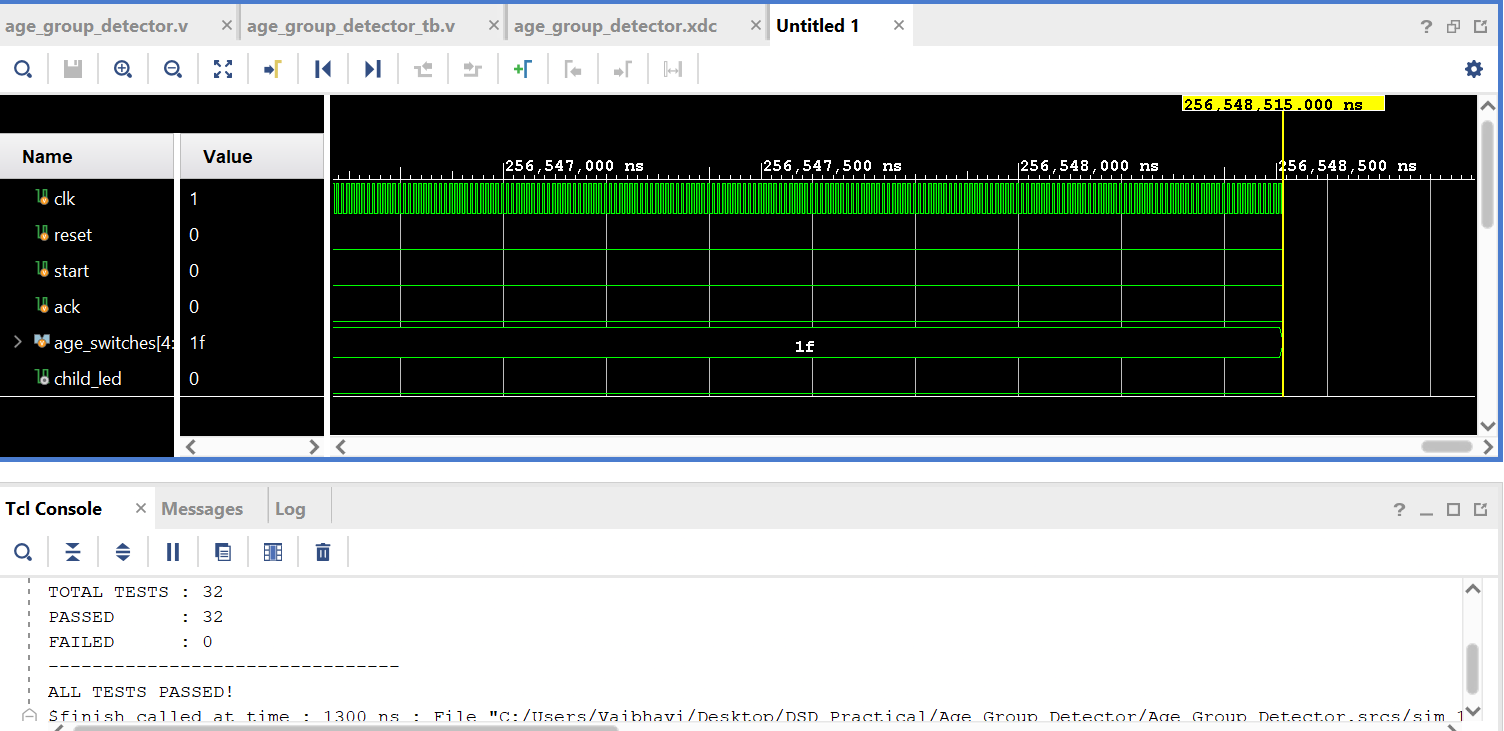 age_group_detector.v × age_group_detector_tb.v × age_group_detector.xdc × Untitled 1 ×
?
256,548,515.000 ns
Name Value
256,547,000 ns 256,547,500 ns 256,548,000 ns 256,548,500 ns
clk 1
reset 0
start 0
ack 0
age_switches[4: 1f 1f
child_led 0
Tcl Console × Messages Log ?
TOTAL TESTS : 32
PASSED : 32
FAILED : 0
--------------------------------
ALL TESTS PASSED!
$finish called at time : 1300 ns : File "C:/Users/Vaibhavi/Desktop/DSD_Practical/Age_Group_Detector/Age_Group_Detector.srcs/sim_1